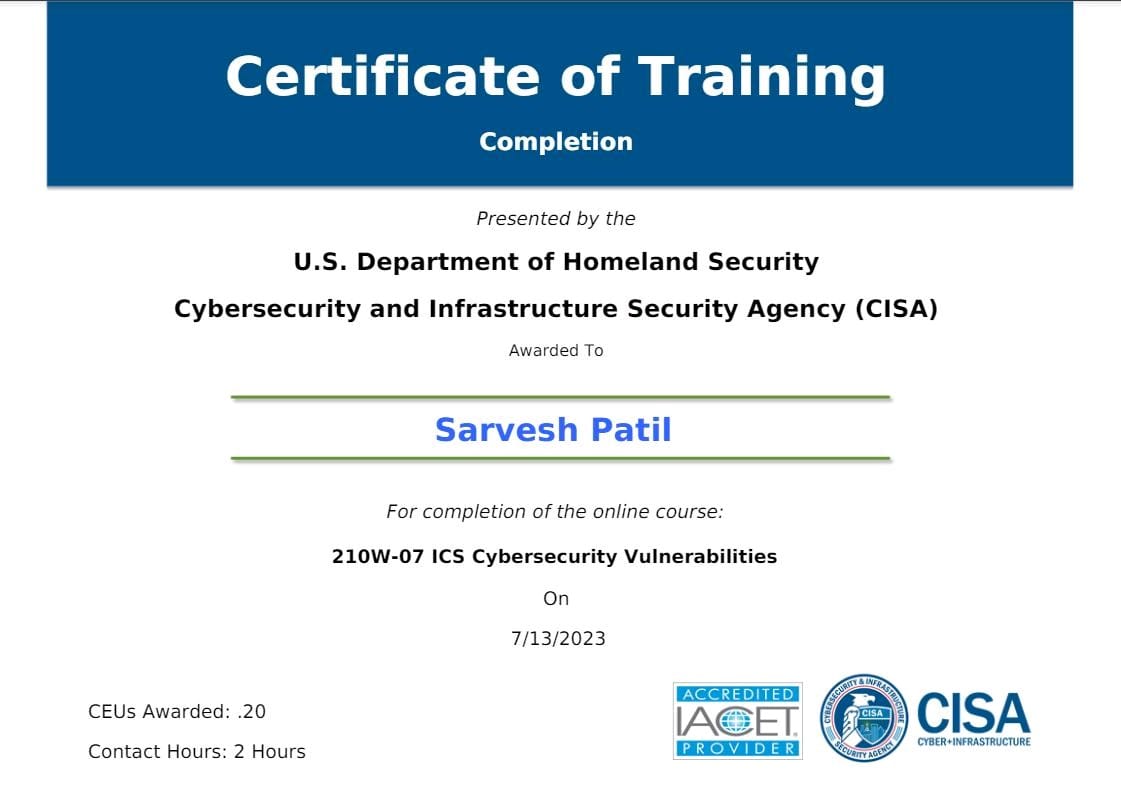 Certificate of Training
Completion
Presented by the
U.S. Department of Homeland Security
Cybersecurity and Infrastructure Security Agency (CISA)
Awarded To
Sarvesh Patil
For completion of the online course:
210W-07 ICS Cybersecurity Vulnerabilities
On
7/13/2023
CEUs Awarded: .20
Contact Hours: 2 Hours
ACCREDITED
IACET
PROVIDER
CYBERSECURITY & INFRASTRUCTURE
CISA
SECURITY AGENCY
CISA
CYBER+INFRASTRUCTURE